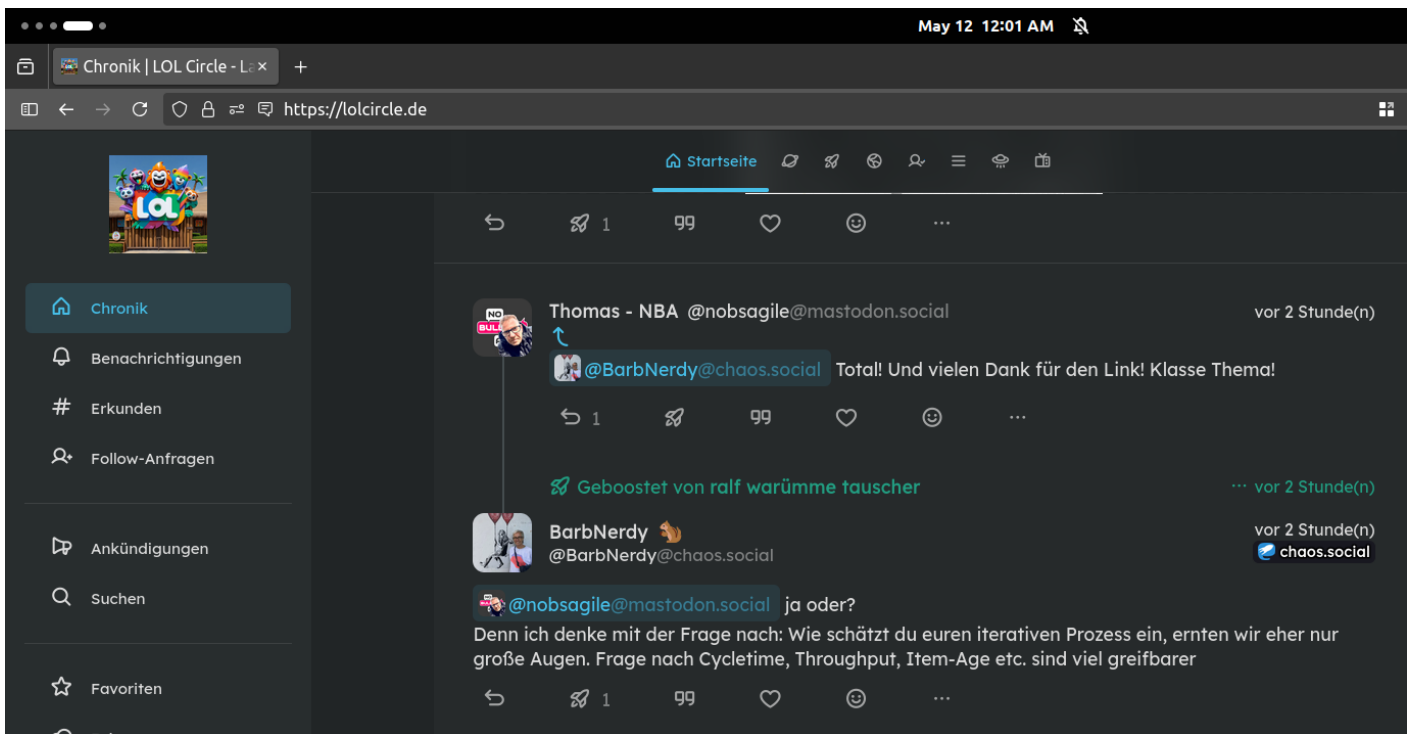 May 12 12:01 AM
Chronik | LOL Circle - La
https://lolcircle.de
LOL
Startseite
1
Chronik
Benachrichtigungen
Erkunden
Follow-Anfragen
Ankündigungen
Suchen
Favoriten
NO
Thomas - NBA @nobsagile@mastodon.social vor 2 Stunde(n)
@BarbNerdy@chaos.social Total! Und vielen Dank für den Link! Klasse Thema!
1
Geboostet von ralf warümme tauscher ··· vor 2 Stunde(n)
BarbNerdy vor 2 Stunde(n)
@BarbNerdy@chaos.social chaos.social
@nobsagile@mastodon.social ja oder?
Denn ich denke mit der Frage nach: Wie schätzt du euren iterativen Prozess ein, ernten wir eher nur
große Augen. Frage nach Cycletime, Throughput, Item-Age etc. sind viel greifbarer
1